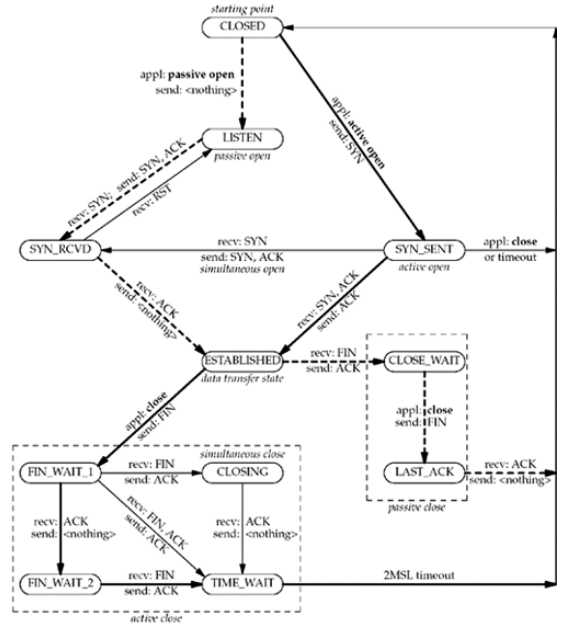 starting point
CLOSED
appl: passive open
send: <nothing>
appl: active open
send: SYN
LISTEN
passive open
recv: SYN; send: SYN, ACK
recv: RST
SYN_RCVD
recv: SYN
send: SYN, ACK
simultaneous open
SYN_SENT
active open
appl: close
or timeout
recv: ACK
send: <nothing>
recv: SYN, ACK
send: ACK
ESTABLISHED
data transfer state
recv: FIN
send: ACK
CLOSE_WAIT
appl: close
send: FIN
appl: close
send: FIN
LAST_ACK
recv: ACK
send: <nothing>
passive close
simultaneous close
FIN_WAIT_1
recv: FIN
send: ACK
CLOSING
recv: ACK
send: <nothing>
recv: FIN, ACK
send: ACK
recv: ACK
send: <nothing>
FIN_WAIT_2
recv: FIN
send: ACK
TIME_WAIT
2MSL timeout
active close